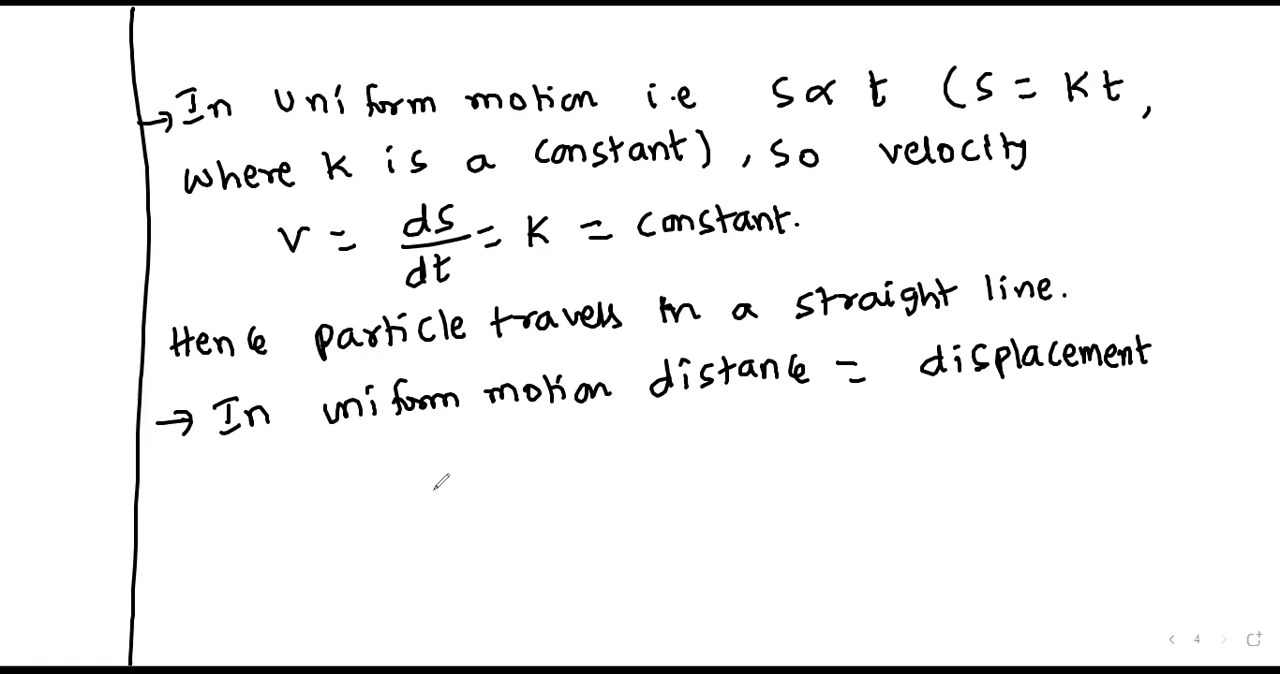 → In uniform motion i.e s ∝ t (s = Kt,
where K is a constant), so velocity
v = ds/dt = K = constant.
Hence particle travels in a straight line.
→ In uniform motion distance = displacement
< 4 >